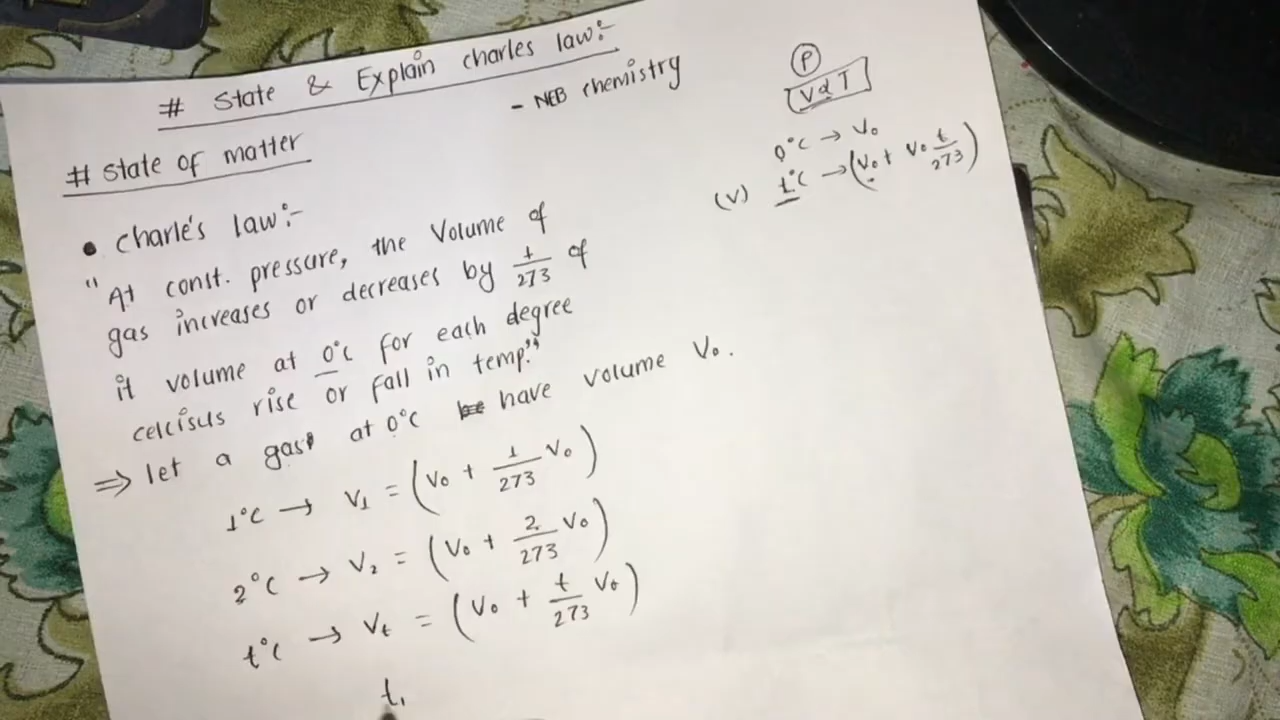 # State & Explain charles law:-
- NEB chemistry
# State of matter
• Charle's law:-
"At const. pressure, the Volume of
gas increases or decreases by t/273 of
it volume at 0°C for each degree
celcisus rise or fall in temp."
⇒ let a gas at 0°C have volume V₀.
1°C → V₁ = (V₀ + 1/273 V₀)
2°C → V₂ = (V₀ + 2/273 V₀)
t°C → Vt = (V₀ + t/273 V₀)
t₁
P
V α T
0°C → V₀
(V) t°C → (V₀ + V₀ t/273)